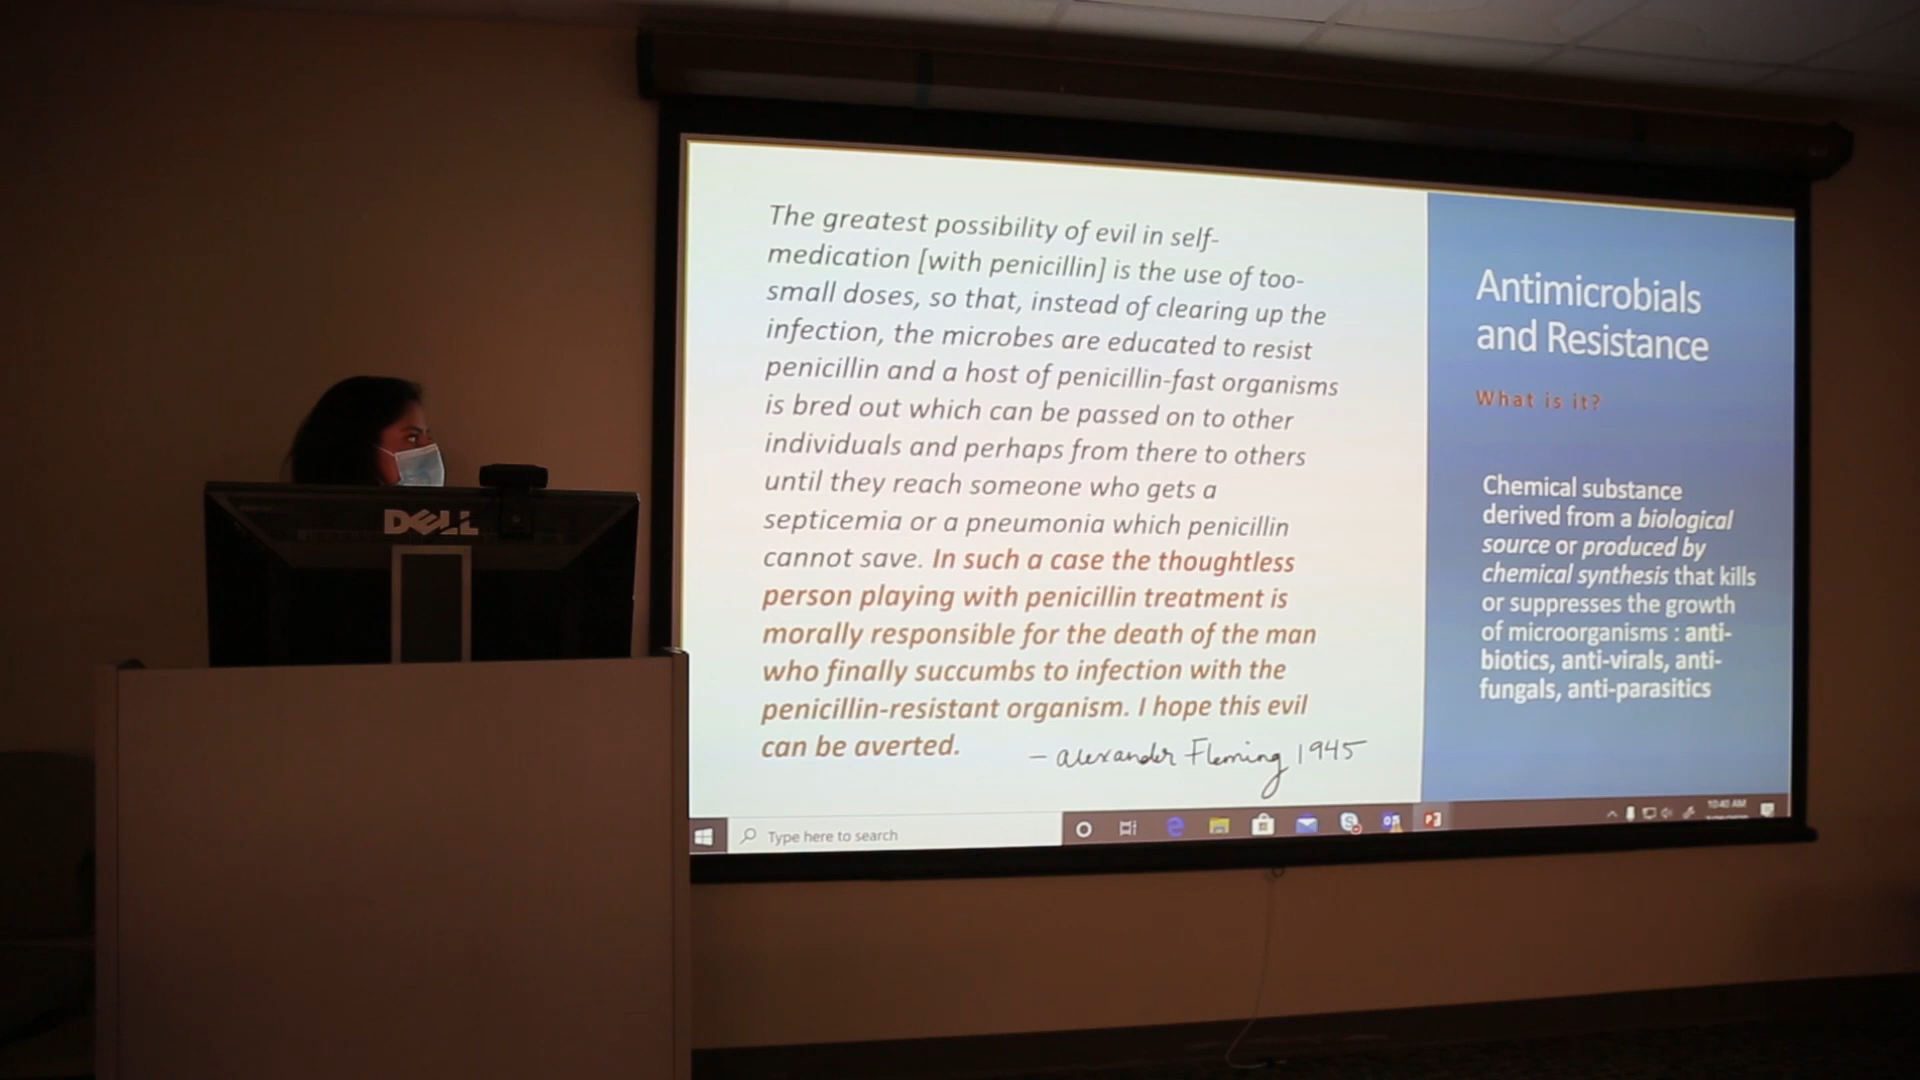 The greatest possibility of evil in self-
medication [with penicillin] is the use of too-
small doses, so that, instead of clearing up the
infection, the microbes are educated to resist
penicillin and a host of penicillin-fast organisms
is bred out which can be passed on to other
individuals and perhaps from there to others
until they reach someone who gets a
septicemia or a pneumonia which penicillin
cannot save. In such a case the thoughtless
person playing with penicillin treatment is
morally responsible for the death of the man
who finally succumbs to infection with the
penicillin-resistant organism. I hope this evil
can be averted.
– Alexander Fleming 1945
Antimicrobials
and Resistance
What is it?
Chemical substance
derived from a biological
source or produced by
chemical synthesis that kills
or suppresses the growth
of microorganisms : anti-
biotics, anti-virals, anti-
fungals, anti-parasitics
Type here to search
10:40 AM
DELL